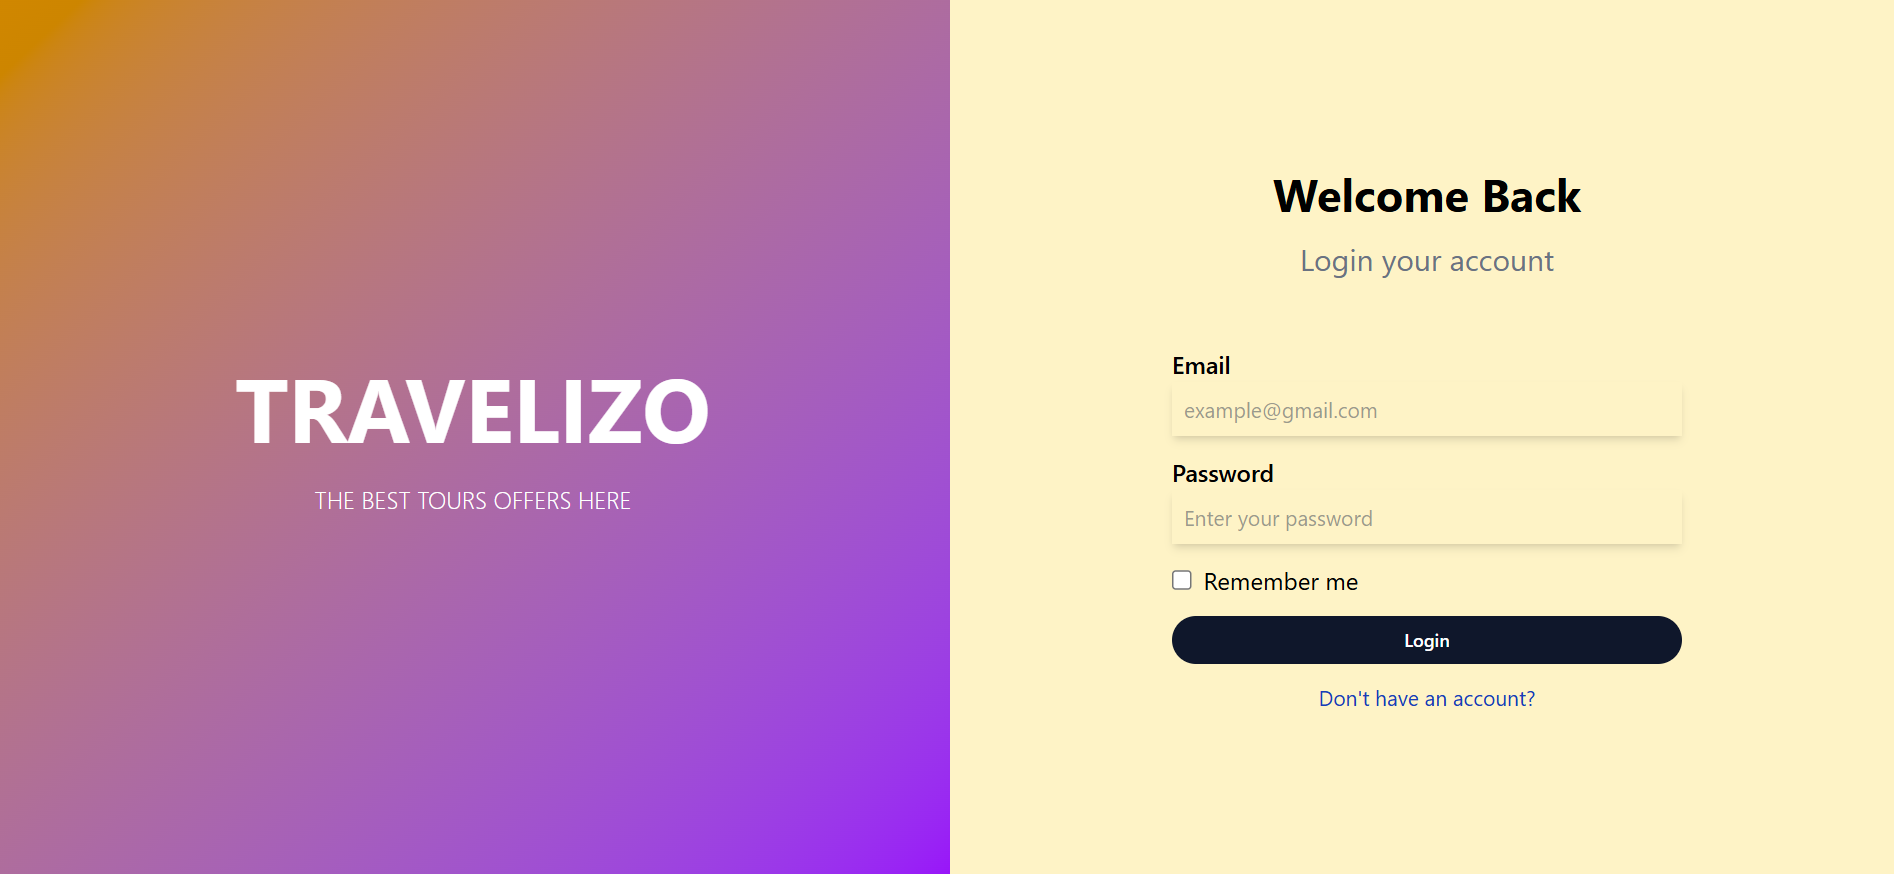 TRAVELIZO
THE BEST TOURS OFFERS HERE
Welcome Back
Login your account
Email
example@gmail.com
Password
Enter your password
Remember me
Login
Don't have an account?